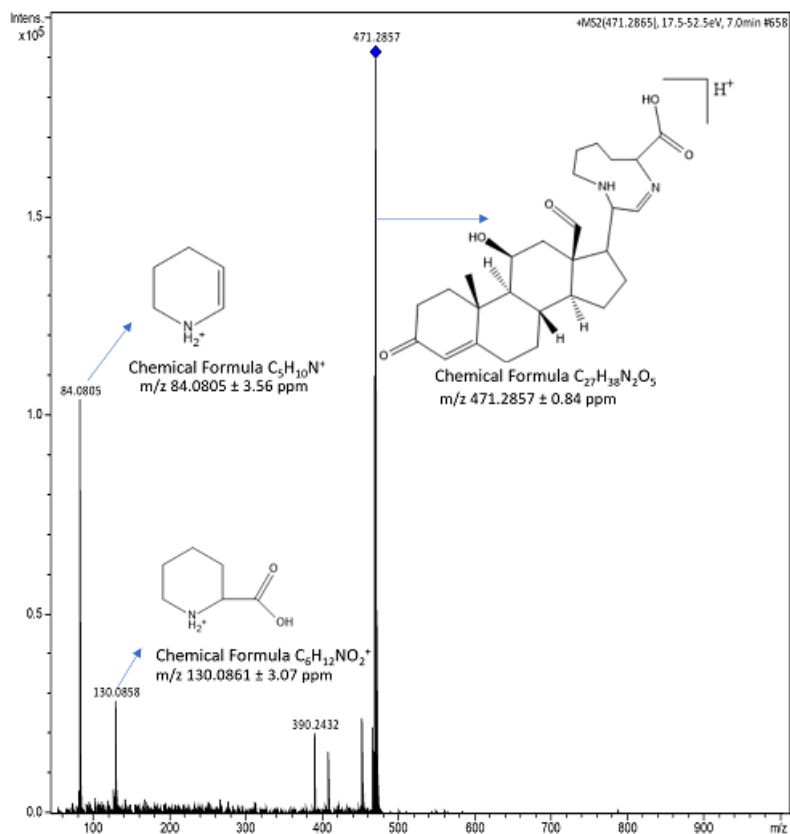 Intens.
x10⁵
+MS2(471.2865), 17.5-52.5eV, 7.0min #658
471.2857
H⁺
HO
O
NH
N
O
HO
H
H
H
O
1.5
N
H₂⁺
Chemical Formula C₅H₁₀N⁺
m/z 84.0805 ± 3.56 ppm
Chemical Formula C₂₇H₃₈N₂O₅
m/z 471.2857 ± 0.84 ppm
84.0805
1.0
O
N
H₂⁺
OH
0.5
Chemical Formula C₆H₁₂NO₂⁺
m/z 130.0861 ± 3.07 ppm
130.0858
390.2432
0.0
100 200 300 400 500 600 700 800 900 m/z